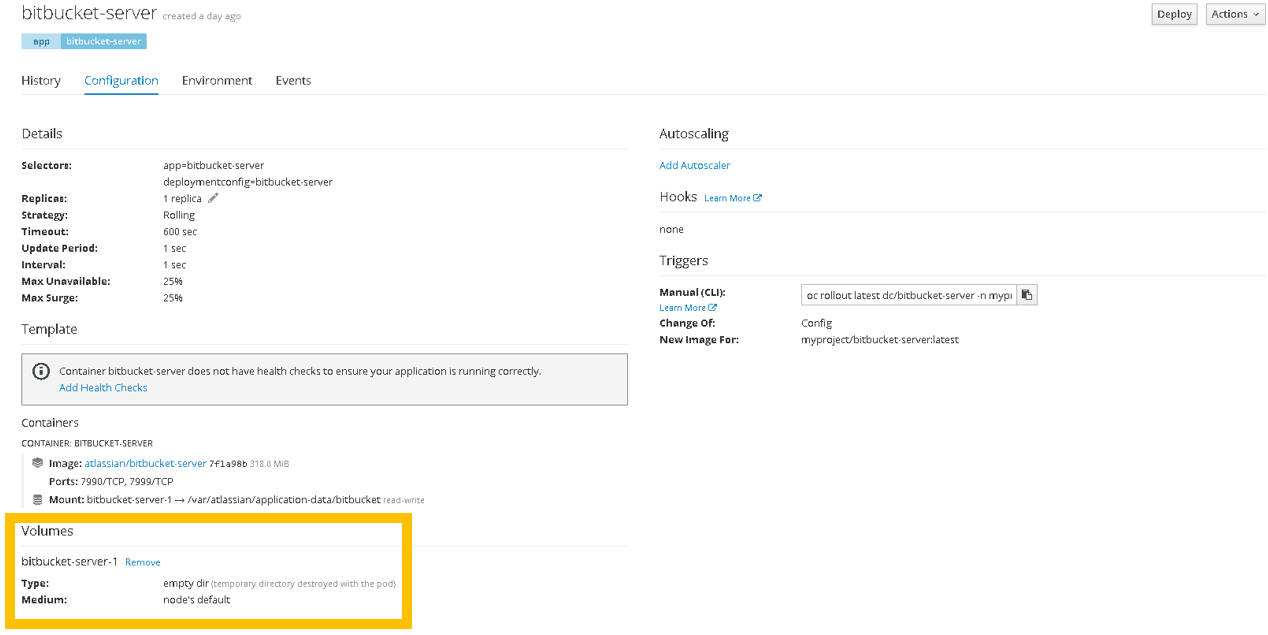 bitbucket-server created a day ago
Deploy
Actions
app bitbucket-server
History Configuration Environment Events
Details
Selectors: app=bitbucket-server
deploymentconfig=bitbucket-server
Replicas: 1 replica
Strategy: Rolling
Timeout: 600 sec
Update Period: 1 sec
Interval: 1 sec
Max Unavailable: 25%
Max Surge: 25%
Template
Container bitbucket-server does not have health checks to ensure your application is running correctly.
Add Health Checks
Containers
CONTAINER: BITBUCKET-SERVER
Image: atlassian/bitbucket-server 7f1a98b 318.0 MiB
Ports: 7990/TCP, 7999/TCP
Mount: bitbucket-server-1 → /var/atlassian/application-data/bitbucket read-write
Volumes
bitbucket-server-1 Remove
Type: empty dir (temporary directory destroyed with the pod)
Medium: node's default
Autoscaling
Add Autoscaler
Hooks Learn More
none
Triggers
Manual (CLI): oc rollout latest dc/bitbucket-server -n mypr
Learn More
Change Of: Config
New Image For: myproject/bitbucket-server:latest